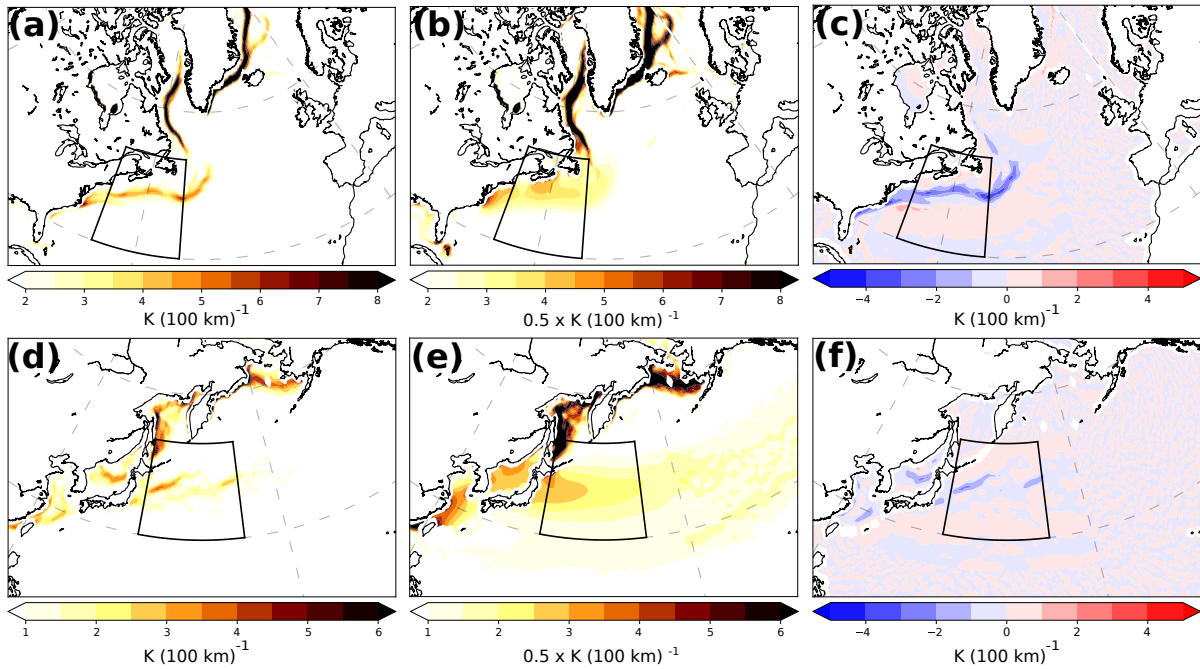 (a) (b) (c)
2 3 4 5 6 7 8 2 3 4 5 6 7 8 −4 −2 0 2 4
K (100 km)⁻¹ 0.5 x K (100 km) ⁻¹ K (100 km)⁻¹
(d) (e) (f)
1 2 3 4 5 6 1 2 3 4 5 6 −4 −2 0 2 4
K (100 km)⁻¹ 0.5 x K (100 km) ⁻¹ K (100 km)⁻¹